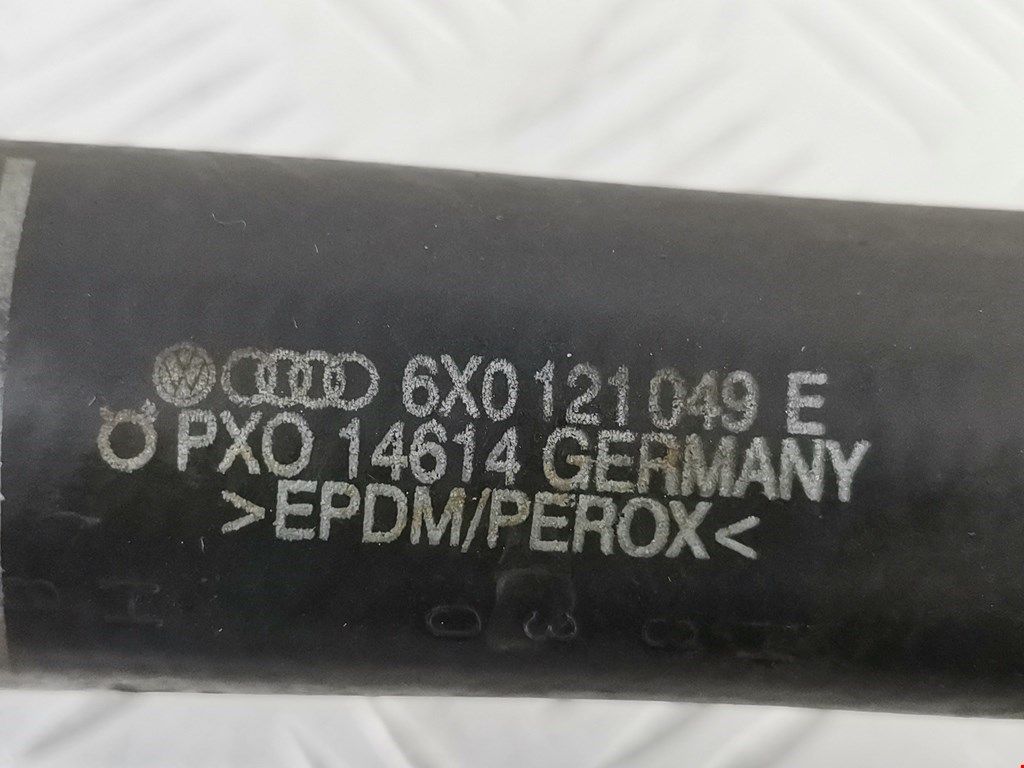 6X0 121 049 E
PXO 14614 GERMANY
>EPDM/PEROX<